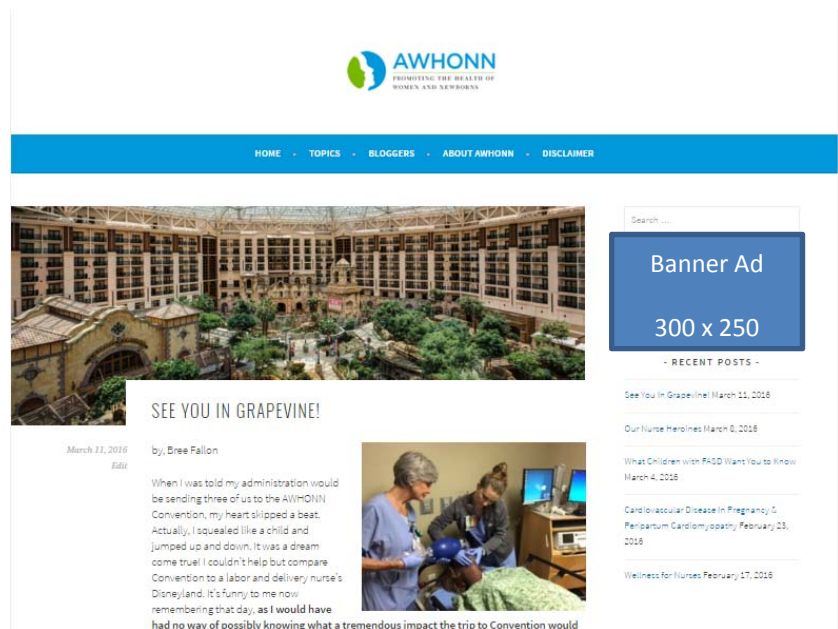 AWHONN
PROMOTING THE HEALTH OF
WOMEN AND NEWBORNS
HOME - TOPICS - BLOGGERS - ABOUT AWHONN - DISCLAIMER
Search ...
Banner Ad
300 x 250
- RECENT POSTS -
See You in Grapevine! March 11, 2016
Our Nurse Heroines March 8, 2016
What Children with FASD Want You to Know
March 4, 2016
Cardiovascular Disease in Pregnancy &
Peripartum Cardiomyopathy February 23,
2016
Wellness for Nurses February 17, 2016
SEE YOU IN GRAPEVINE!
March 11, 2016
Edit
by, Bree Fallon
When I was told my administration would
be sending three of us to the AWHONN
Convention, my heart skipped a beat.
Actually, I squealed like a child and
jumped up and down. It was a dream
come true! I couldn't help but compare
Convention to a labor and delivery nurse's
Disneyland. It's funny to me now
remembering that day, as I would have
had no way of possibly knowing what a tremendous impact the trip to Convention would